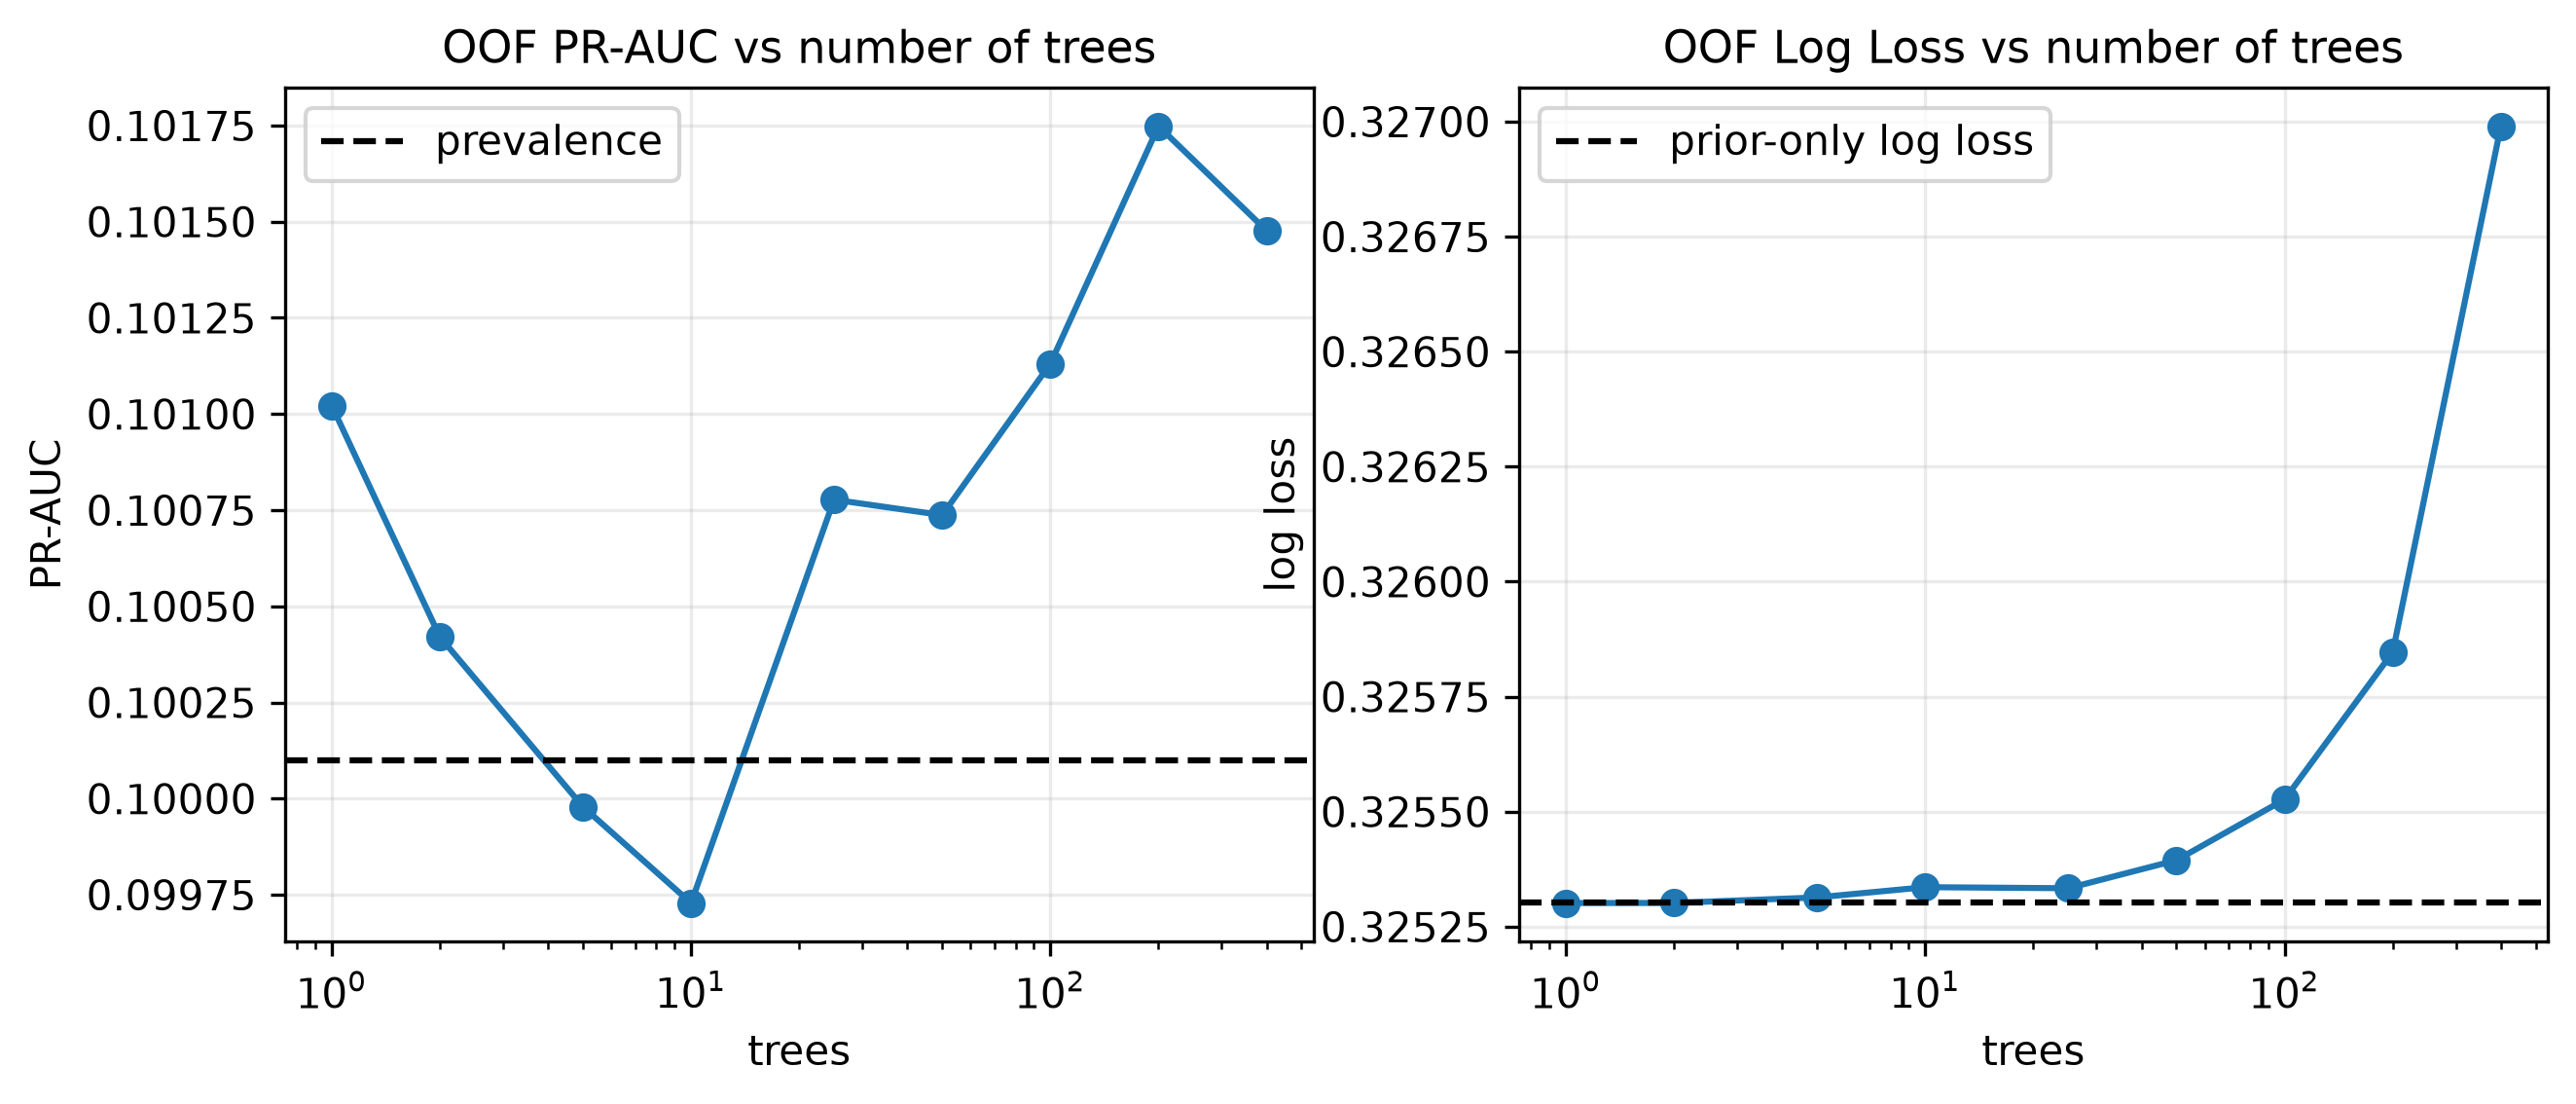 OOF PR-AUC vs number of trees
prevalence
PR-AUC
0.10175
0.10150
0.10125
0.10100
0.10075
0.10050
0.10025
0.10000
0.09975
10⁰
10¹
10²
trees
OOF Log Loss vs number of trees
prior-only log loss
log loss
0.32700
0.32675
0.32650
0.32625
0.32600
0.32575
0.32550
0.32525
10⁰
10¹
10²
trees